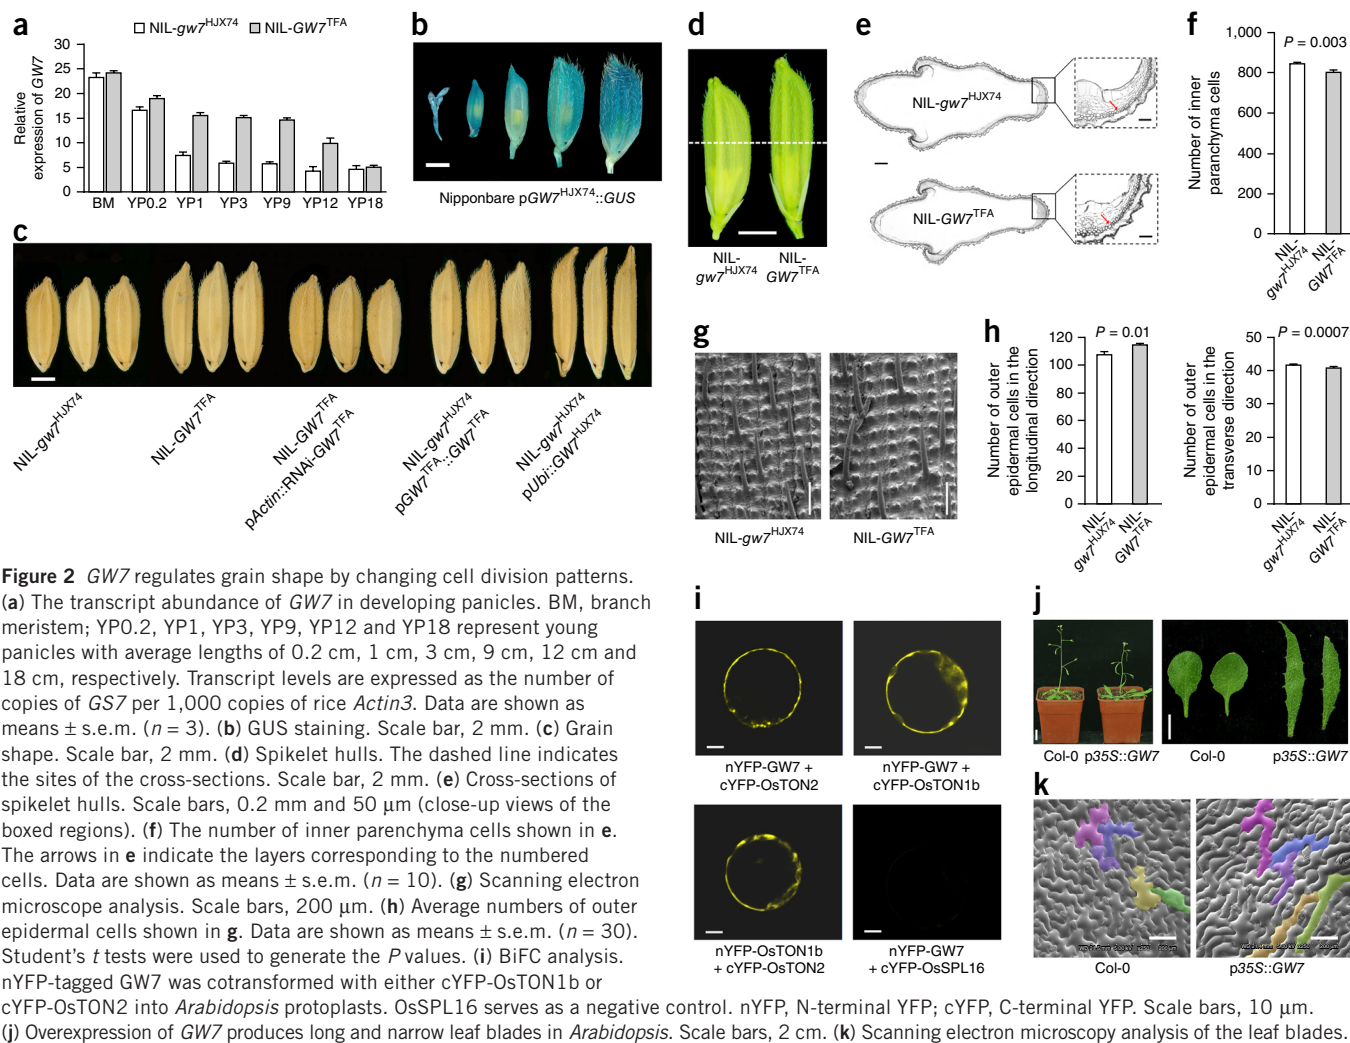 a
NIL-gw7HJX74 NIL-GW7TFA
Relative
expression of GW7
30
25
20
15
10
5
0
BM YP0.2 YP1 YP3 YP9 YP12 YP18
b
Nipponbare pGW7HJX74::GUS
c
NIL-gw7HJX74
NIL-GW7TFA
NIL-GW7TFA
pActin::RNAi-GW7TFA
NIL-gw7HJX74
pGW7TFA::GW7TFA
NIL-gw7HJX74
pUbi::GW7HJX74
d
NIL-
gw7HJX74
NIL-
GW7TFA
e
NIL-gw7HJX74
NIL-GW7TFA
f
P = 0.003
Number of inner
paranchyma cells
1,000
800
600
400
200
0
NIL-
gw7HJX74
NIL-
GW7TFA
g
NIL-gw7HJX74
NIL-GW7TFA
h
P = 0.01
Number of outer
epidermal cells in the
longitudinal direction
120
100
80
60
40
20
0
NIL-
gw7HJX74
NIL-
GW7TFA
P = 0.0007
Number of outer
epidermal cells in the
transverse direction
50
40
30
20
10
0
NIL-
gw7HJX74
NIL-
GW7TFA
i
nYFP-GW7 +
cYFP-OsTON2
nYFP-GW7 +
cYFP-OsTON1b
nYFP-OsTON1b
+ cYFP-OsTON2
nYFP-GW7
+ cYFP-OsSPL16
j
Col-0 p35S::GW7
Col-0 p35S::GW7
k
Col-0
p35S::GW7
Figure 2 GW7 regulates grain shape by changing cell division patterns.
(a) The transcript abundance of GW7 in developing panicles. BM, branch
meristem; YP0.2, YP1, YP3, YP9, YP12 and YP18 represent young
panicles with average lengths of 0.2 cm, 1 cm, 3 cm, 9 cm, 12 cm and
18 cm, respectively. Transcript levels are expressed as the number of
copies of GS7 per 1,000 copies of rice Actin3. Data are shown as
means ± s.e.m. (n = 3). (b) GUS staining. Scale bar, 2 mm. (c) Grain
shape. Scale bar, 2 mm. (d) Spikelet hulls. The dashed line indicates
the sites of the cross-sections. Scale bar, 2 mm. (e) Cross-sections of
spikelet hulls. Scale bars, 0.2 mm and 50 μm (close-up views of the
boxed regions). (f) The number of inner parenchyma cells shown in e.
The arrows in e indicate the layers corresponding to the numbered
cells. Data are shown as means ± s.e.m. (n = 10). (g) Scanning electron
microscope analysis. Scale bars, 200 μm. (h) Average numbers of outer
epidermal cells shown in g. Data are shown as means ± s.e.m. (n = 30).
Student's t tests were used to generate the P values. (i) BiFC analysis.
nYFP-tagged GW7 was cotransformed with either cYFP-OsTON1b or
cYFP-OsTON2 into Arabidopsis protoplasts. OsSPL16 serves as a negative control. nYFP, N-terminal YFP; cYFP, C-terminal YFP. Scale bars, 10 μm.
(j) Overexpression of GW7 produces long and narrow leaf blades in Arabidopsis. Scale bars, 2 cm. (k) Scanning electron microscopy analysis of the leaf blades.